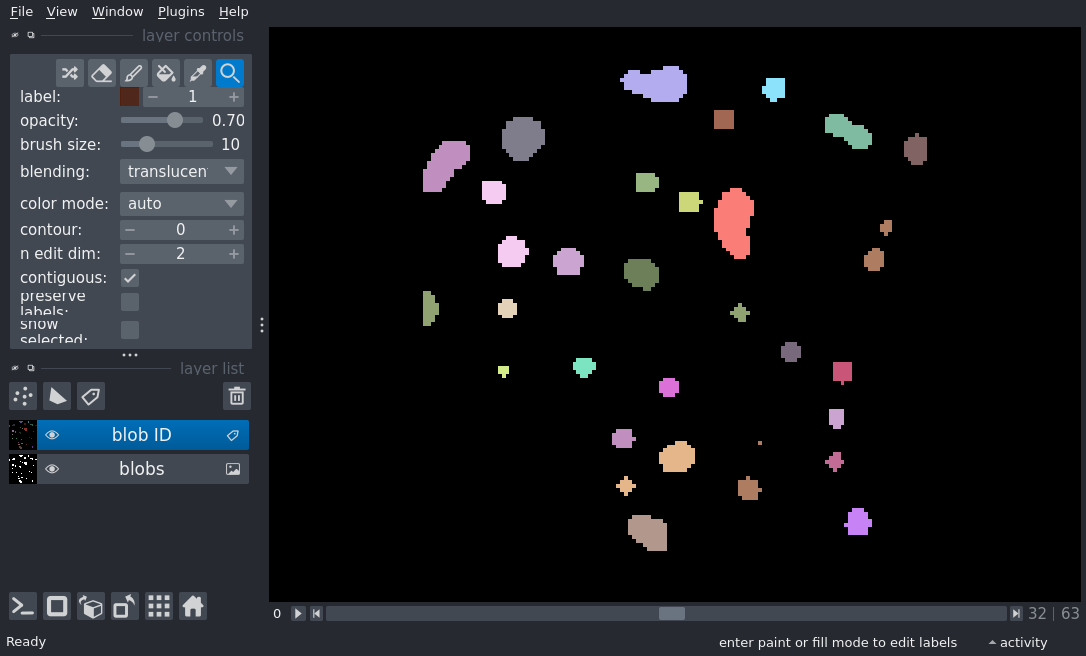 File View Window Plugins Help
layer controls
label: 1
opacity: 0.70
brush size: 10
blending: translucen
color mode: auto
contour: 0
n edit dim: 2
contiguous:
preserve
labels:
show
selected:
layer list
blob ID
blobs
0 32 | 63
Ready enter paint or fill mode to edit labels activity